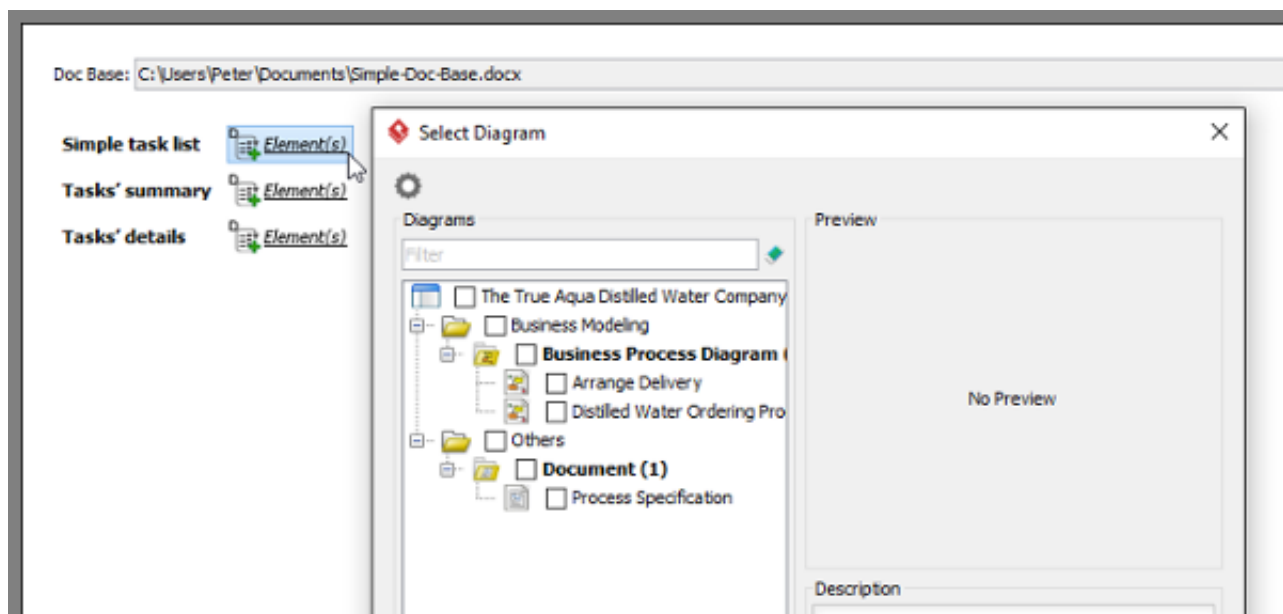 Doc Base: C:\Users\Peter\Documents\Simple-Doc-Base.docx
Simple task list Element(s)
Tasks' summary Element(s)
Tasks' details Element(s)
Select Diagram
Diagrams
Filter
The True Aqua Distilled Water Company
Business Modeling
Business Process Diagram (
Arrange Delivery
Distilled Water Ordering Pro
Others
Document (1)
Process Specification
Preview
No Preview
Description